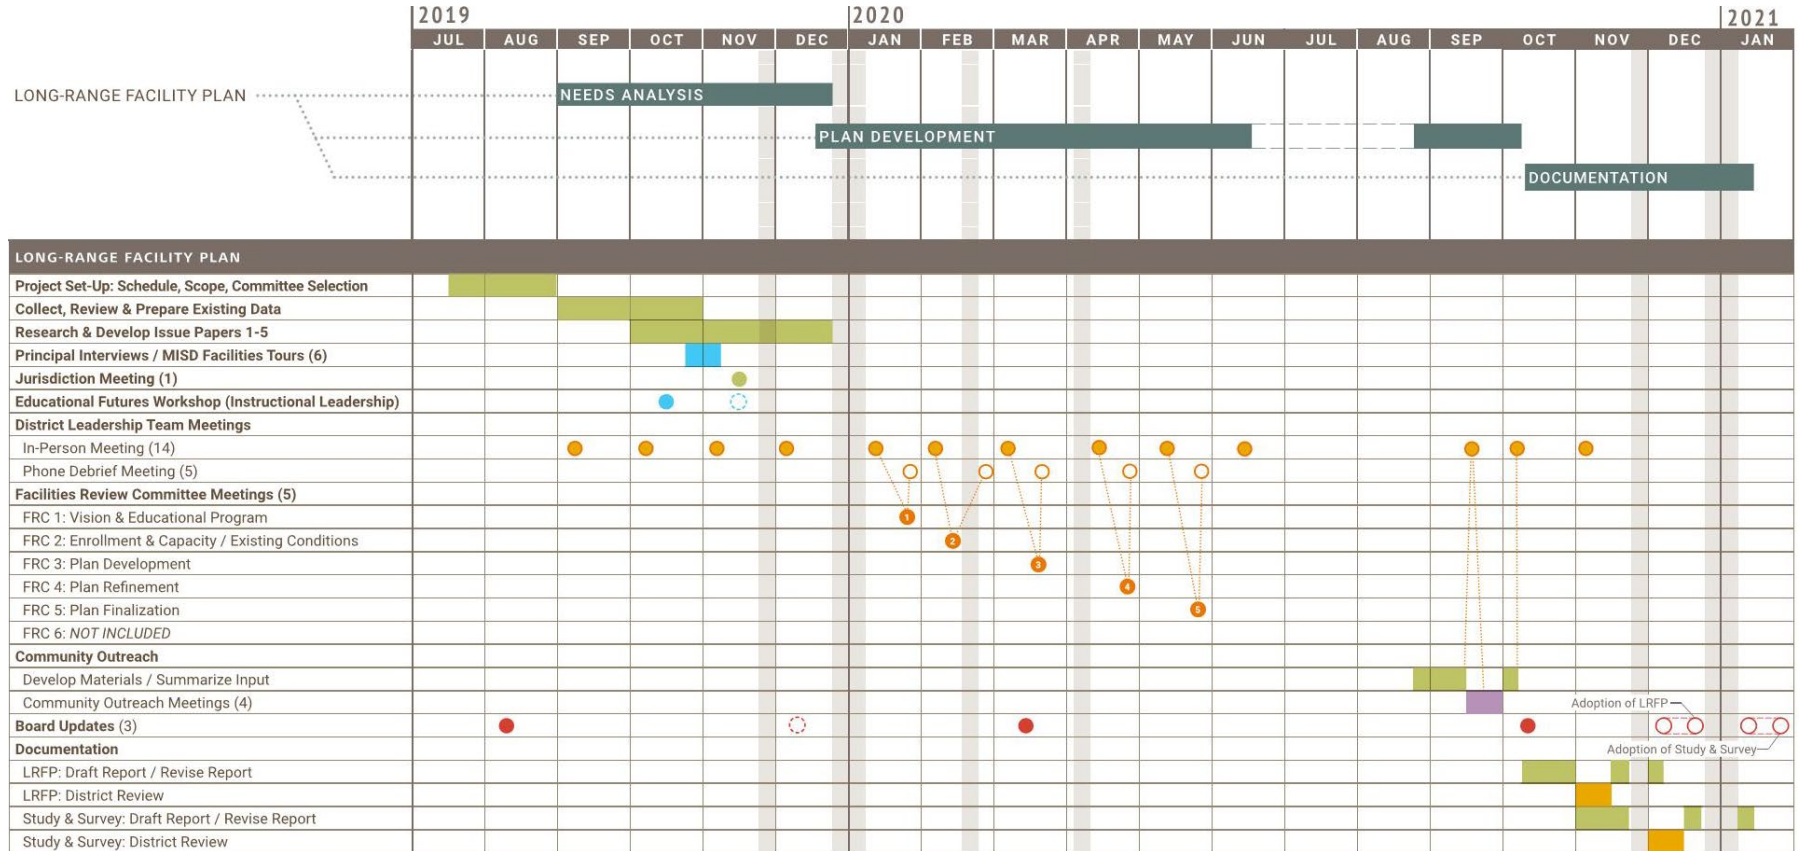 2019 2020 2021
JUL AUG SEP OCT NOV DEC JAN FEB MAR APR MAY JUN JUL AUG SEP OCT NOV DEC JAN
LONG-RANGE FACILITY PLAN
NEEDS ANALYSIS
PLAN DEVELOPMENT
DOCUMENTATION
LONG-RANGE FACILITY PLAN
Project Set-Up: Schedule, Scope, Committee Selection
Collect, Review & Prepare Existing Data
Research & Develop Issue Papers 1-5
Principal Interviews / MISD Facilities Tours (6)
Jurisdiction Meeting (1)
Educational Futures Workshop (Instructional Leadership)
District Leadership Team Meetings
In-Person Meeting (14)
Phone Debrief Meeting (5)
Facilities Review Committee Meetings (5)
FRC 1: Vision & Educational Program
1
FRC 2: Enrollment & Capacity / Existing Conditions
2
FRC 3: Plan Development
3
FRC 4: Plan Refinement
4
FRC 5: Plan Finalization
5
FRC 6: NOT INCLUDED
Community Outreach
Develop Materials / Summarize Input
Community Outreach Meetings (4)
Adoption of LRFP
Board Updates (3)
Documentation
Adoption of Study & Survey
LRFP: Draft Report / Revise Report
LRFP: District Review
Study & Survey: Draft Report / Revise Report
Study & Survey: District Review